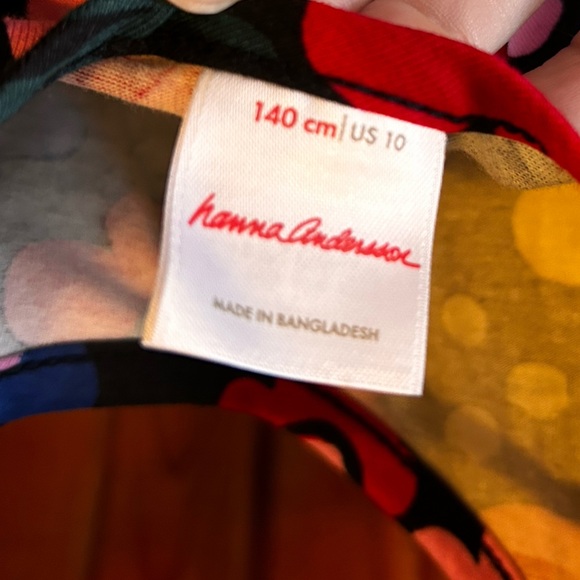 140 cm | US 10
hanna Andersson
MADE IN BANGLADESH